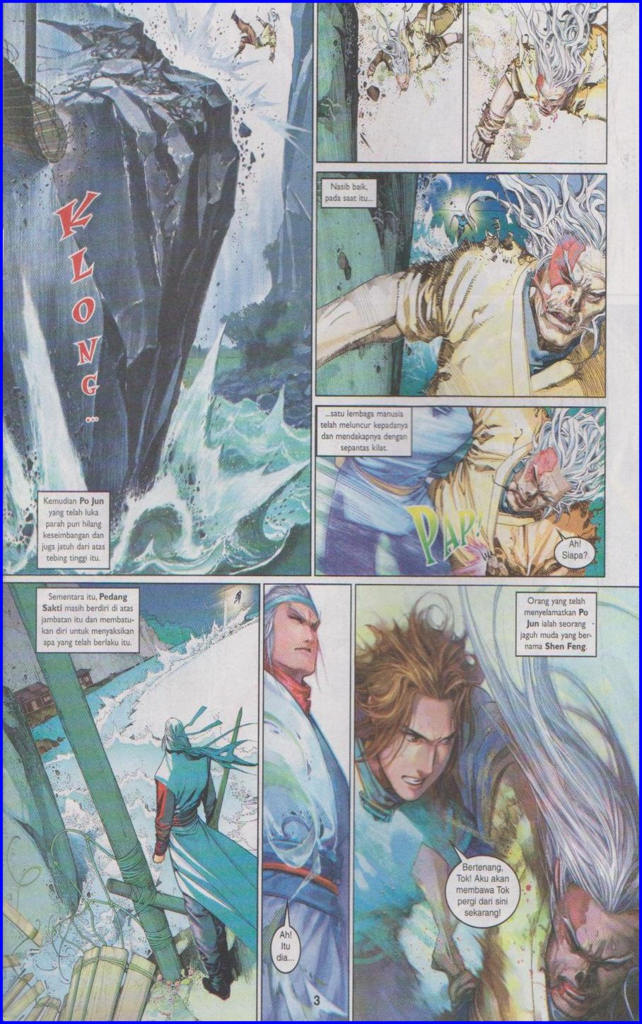 KLONG...
Kemudian Po Jun
yang telah luka
parah pun hilang
keseimbangan dan
juga jatuh dari atas
tebing tinggi itu.
Nasib baik,
pada saat itu...
...satu lembaga manusia
telah meluncur kepadanya
dan mendakapnya dengan
sepantas kilat.
PAP!
Ah!
Siapa?
Sementara itu, Pedang
Sakti masih berdiri di atas
jambatan itu dan membatu-
kan diri untuk menyaksikan
apa yang telah berlaku itu.
Ah!
Itu
dia...
Orang yang telah
menyelamatkan Po
Jun ialah seorang
jaguh muda yang ber-
nama Shen Feng.
Bertenang,
Tok! Aku akan
membawa Tok
pergi dari sini
sekarang!
3